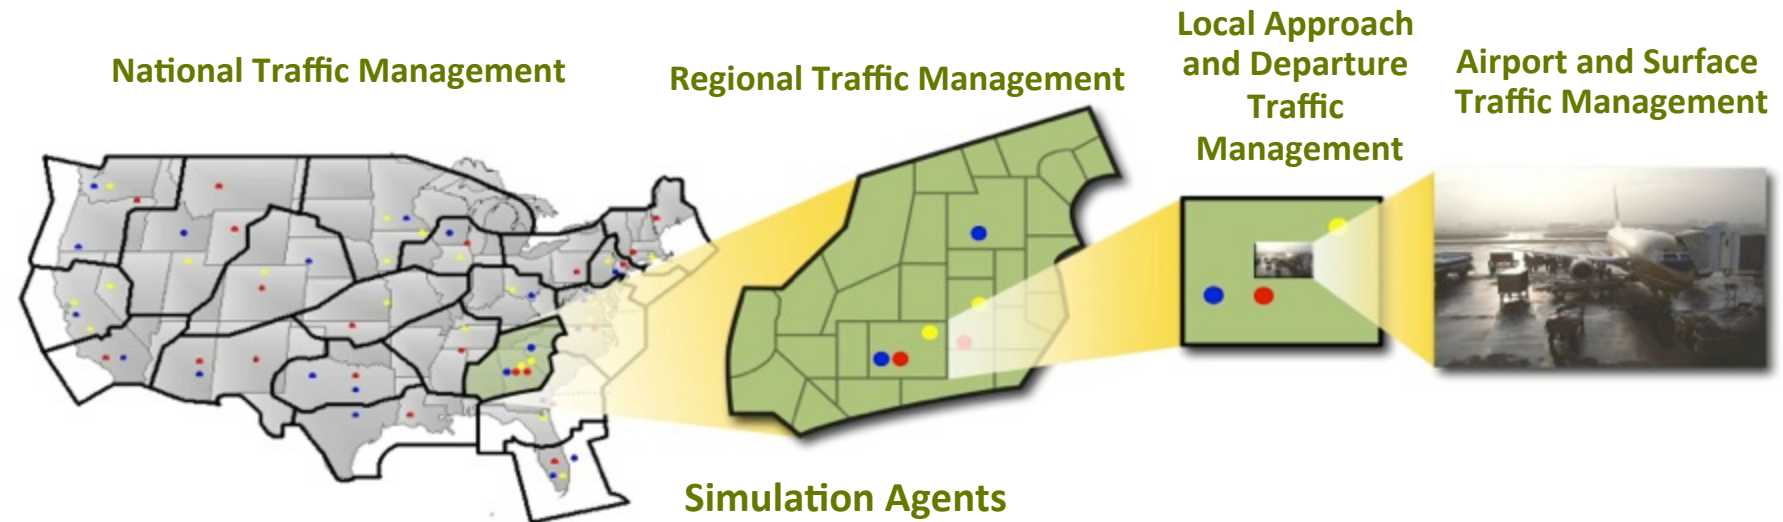 National Traffic Management
Regional Traffic Management
Local Approach
and Departure
Traffic
Management
Airport and Surface
Traffic Management
Simulation Agents